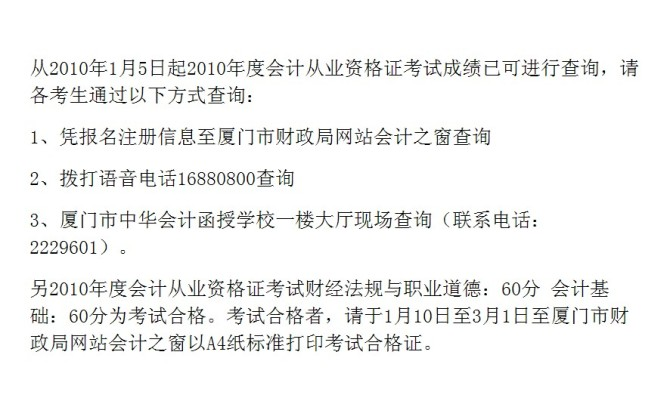 从2010年1月5日起2010年度会计从业资格证考试成绩已可进行查询，请
各考生通过以下方式查询：
1、凭报名注册信息至厦门市财政局网站会计之窗查询
2、拨打语音电话16880800查询
3、厦门市中华会计函授学校一楼大厅现场查询（联系电话：
2229601）。
另2010年度会计从业资格证考试财经法规与职业道德：60分 会计基
础：60分为考试合格。考试合格者，请于1月10日至3月1日至厦门市财
政局网站会计之窗以A4纸标准打印考试合格证。